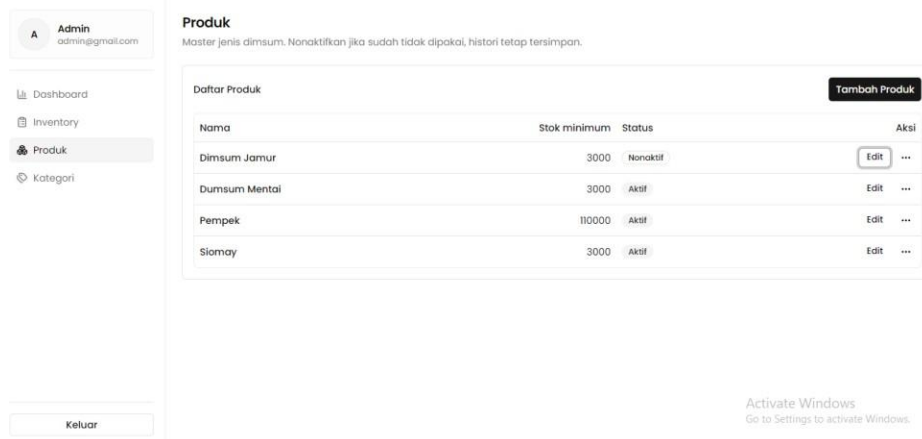 A
Admin
admin@gmail.com
Dashboard
Inventory
Produk
Kategori
Keluar
Produk
Master jenis dimsum. Nonaktifkan jika sudah tidak dipakai, histori tetap tersimpan.
Daftar Produk
Tambah Produk
Nama Stok minimum Status Aksi
Dimsum Jamur 3000 Nonaktif Edit ...
Dumsum Mentai 3000 Aktif Edit ...
Pempek 110000 Aktif Edit ...
Siomay 3000 Aktif Edit ...
Activate Windows
Go to Settings to activate Windows.